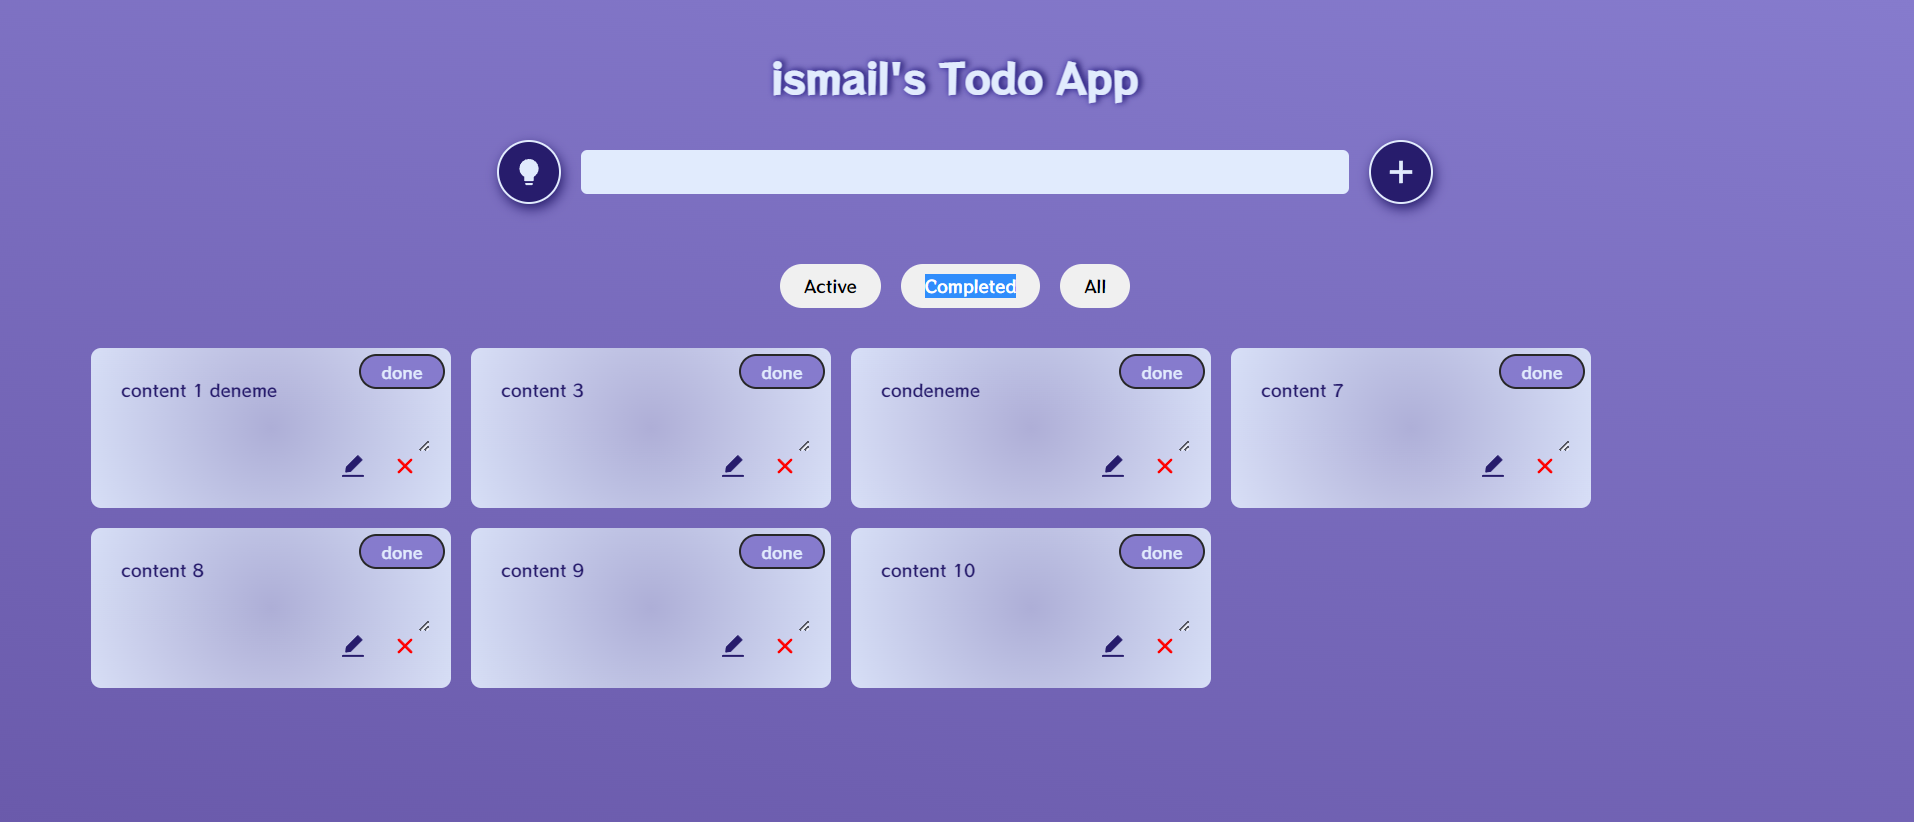 ismail's Todo App
Active
Completed
All
done
content 1 deneme
done
content 3
done
condeneme
done
content 7
done
content 8
done
content 9
done
content 10